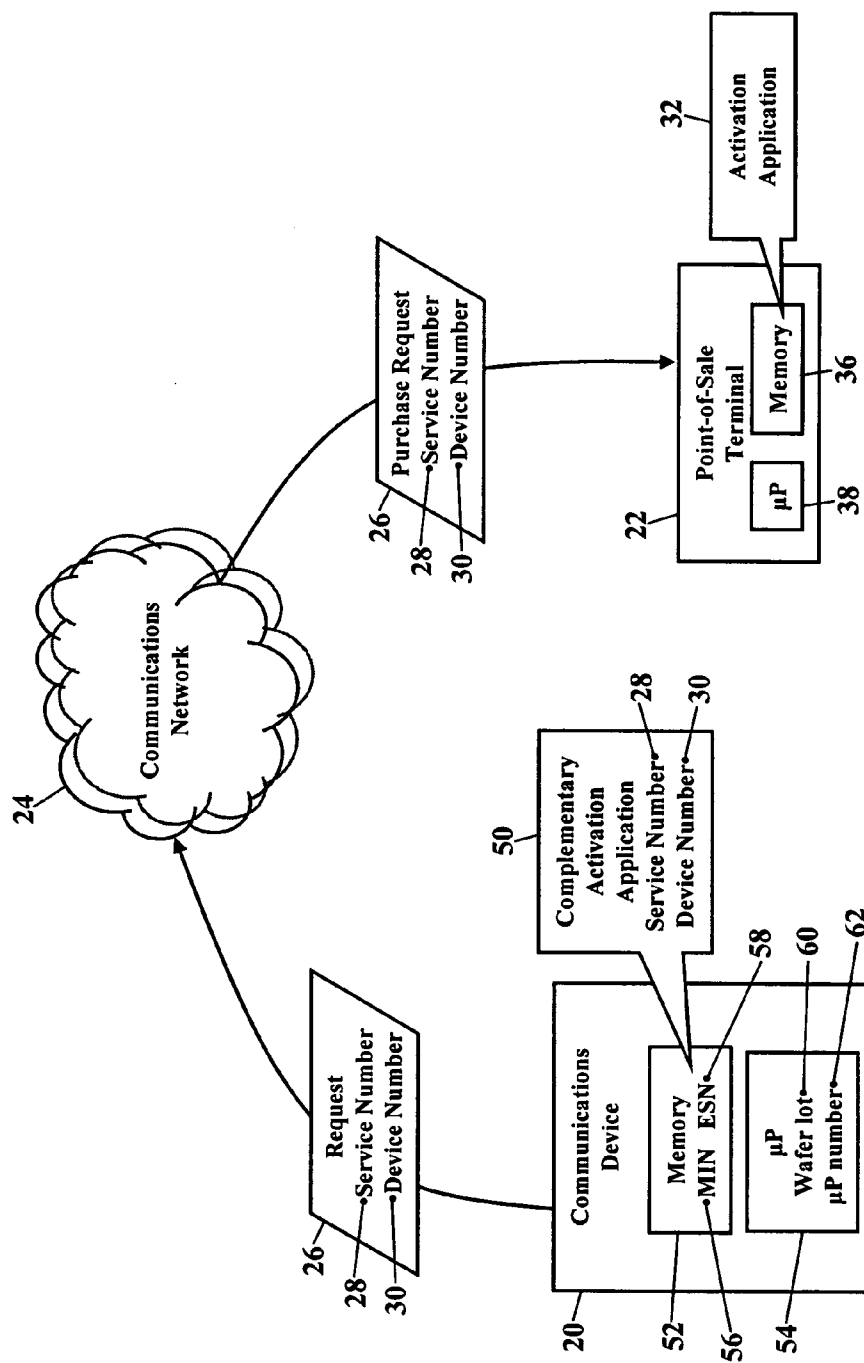 24
Communications
Network
26
Request
28
Service Number
30
Device Number
26
Purchase Request
28
Service Number
30
Device Number
20
Communications
Device
52
Memory
MIN ESN
56
58
54
µP
Wafer lot
60
µP number
62
50
Complementary
Activation
Application
Service Number
28
Device Number
30
22
Point-of-Sale
Terminal
µP
38
Memory
36
32
Activation
Application